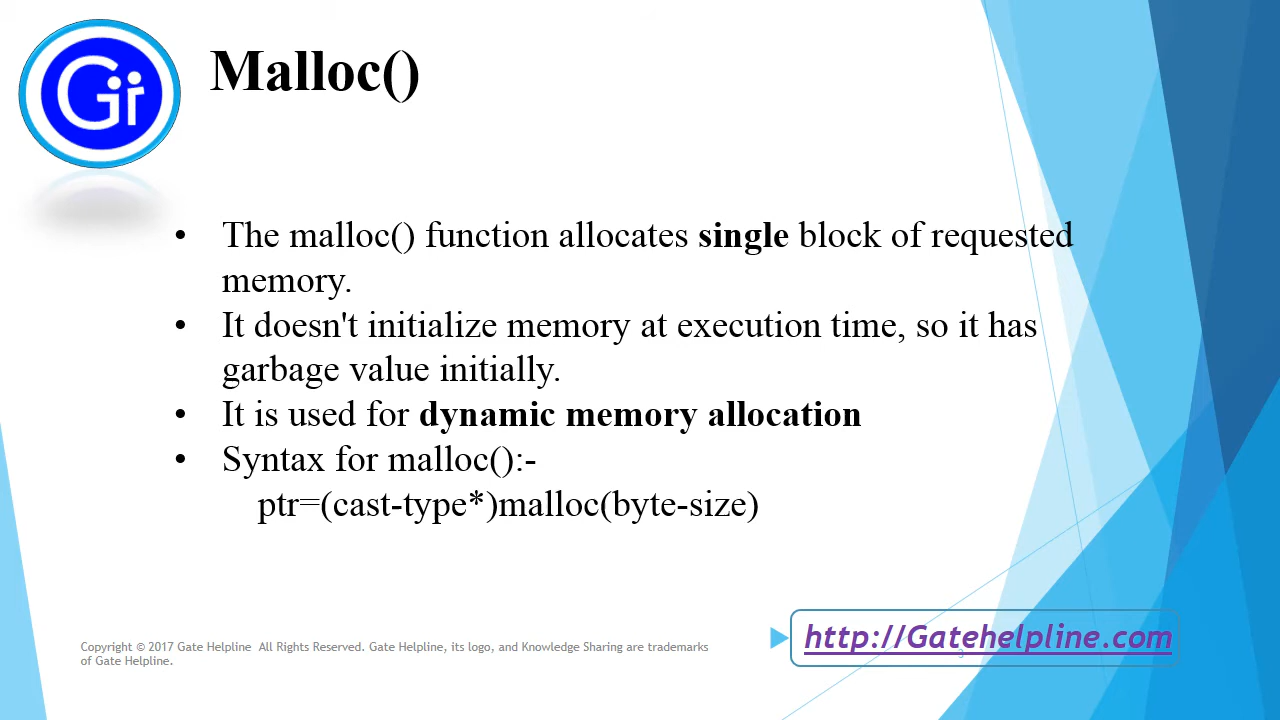 Gi
Malloc()
• The malloc() function allocates single block of requested
memory.
• It doesn't initialize memory at execution time, so it has
garbage value initially.
• It is used for dynamic memory allocation
• Syntax for malloc():-
ptr=(cast-type*)malloc(byte-size)
Copyright © 2017 Gate Helpline All Rights Reserved. Gate Helpline, its logo, and Knowledge Sharing are trademarks
of Gate Helpline.
http://Gatehelpline.com
3